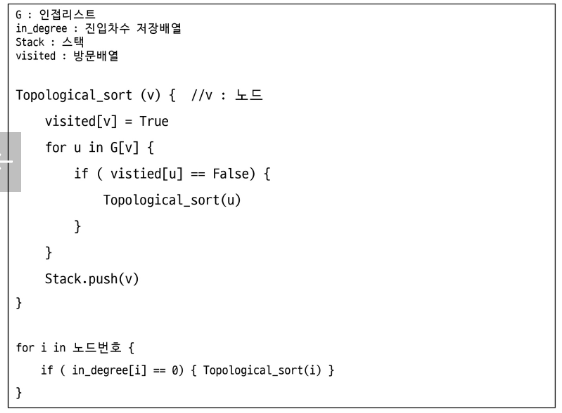 G : 인접리스트
in_degree : 진입차수 저장배열
Stack : 스택
visited : 방문배열
Topological_sort (v) { //v : 노드
visited[v] = True
for u in G[v] {
if ( vistied[u] == False) {
Topological_sort(u)
}
}
Stack.push(v)
}
for i in 노드번호 {
if ( in_degree[i] == 0) { Topological_sort(i) }
}